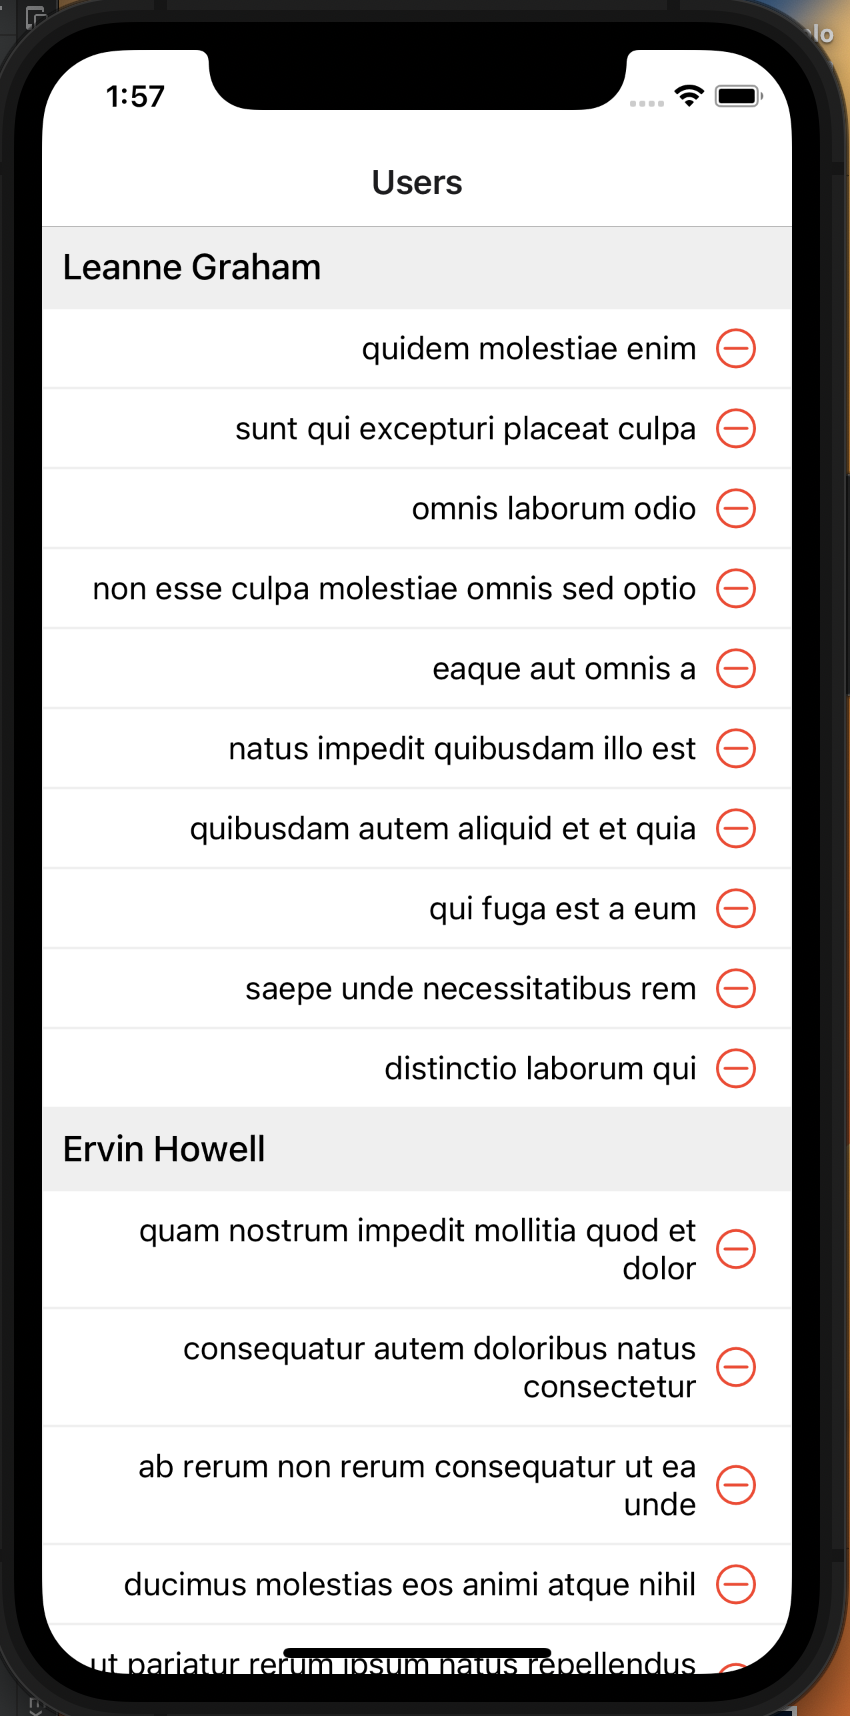 lo
1:57
Users
Leanne Graham
quidem molestiae enim
sunt qui excepturi placeat culpa
omnis laborum odio
non esse culpa molestiae omnis sed optio
eaque aut omnis a
natus impedit quibusdam illo est
quibusdam autem aliquid et et quia
qui fuga est a eum
saepe unde necessitatibus rem
distinctio laborum qui
Ervin Howell
quam nostrum impedit mollitia quod et
dolor
consequatur autem doloribus natus
consectetur
ab rerum non rerum consequatur ut ea
unde
ducimus molestias eos animi atque nihil
ut pariatur rerum ipsum natus repellendus